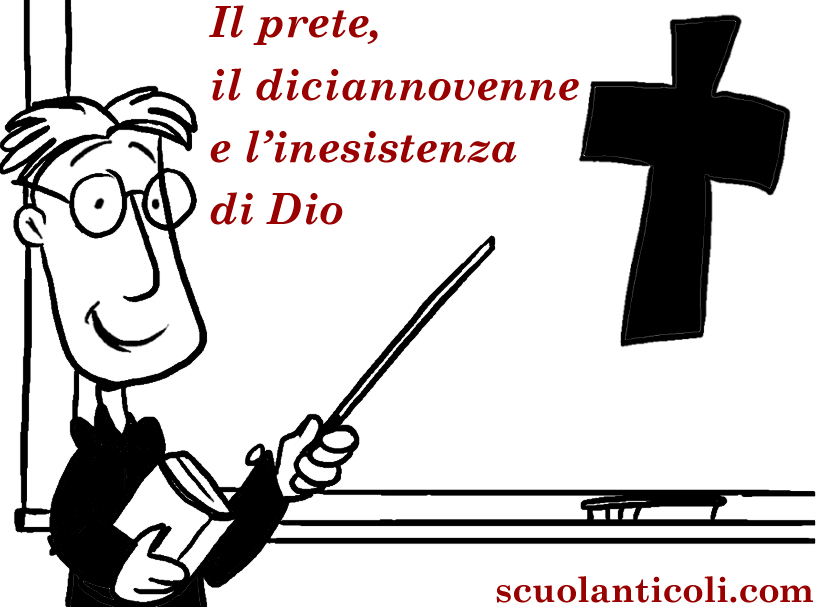 Il prete,
il diciannovenne
e l’inesistenza
di Dio
scuolanticoli.com